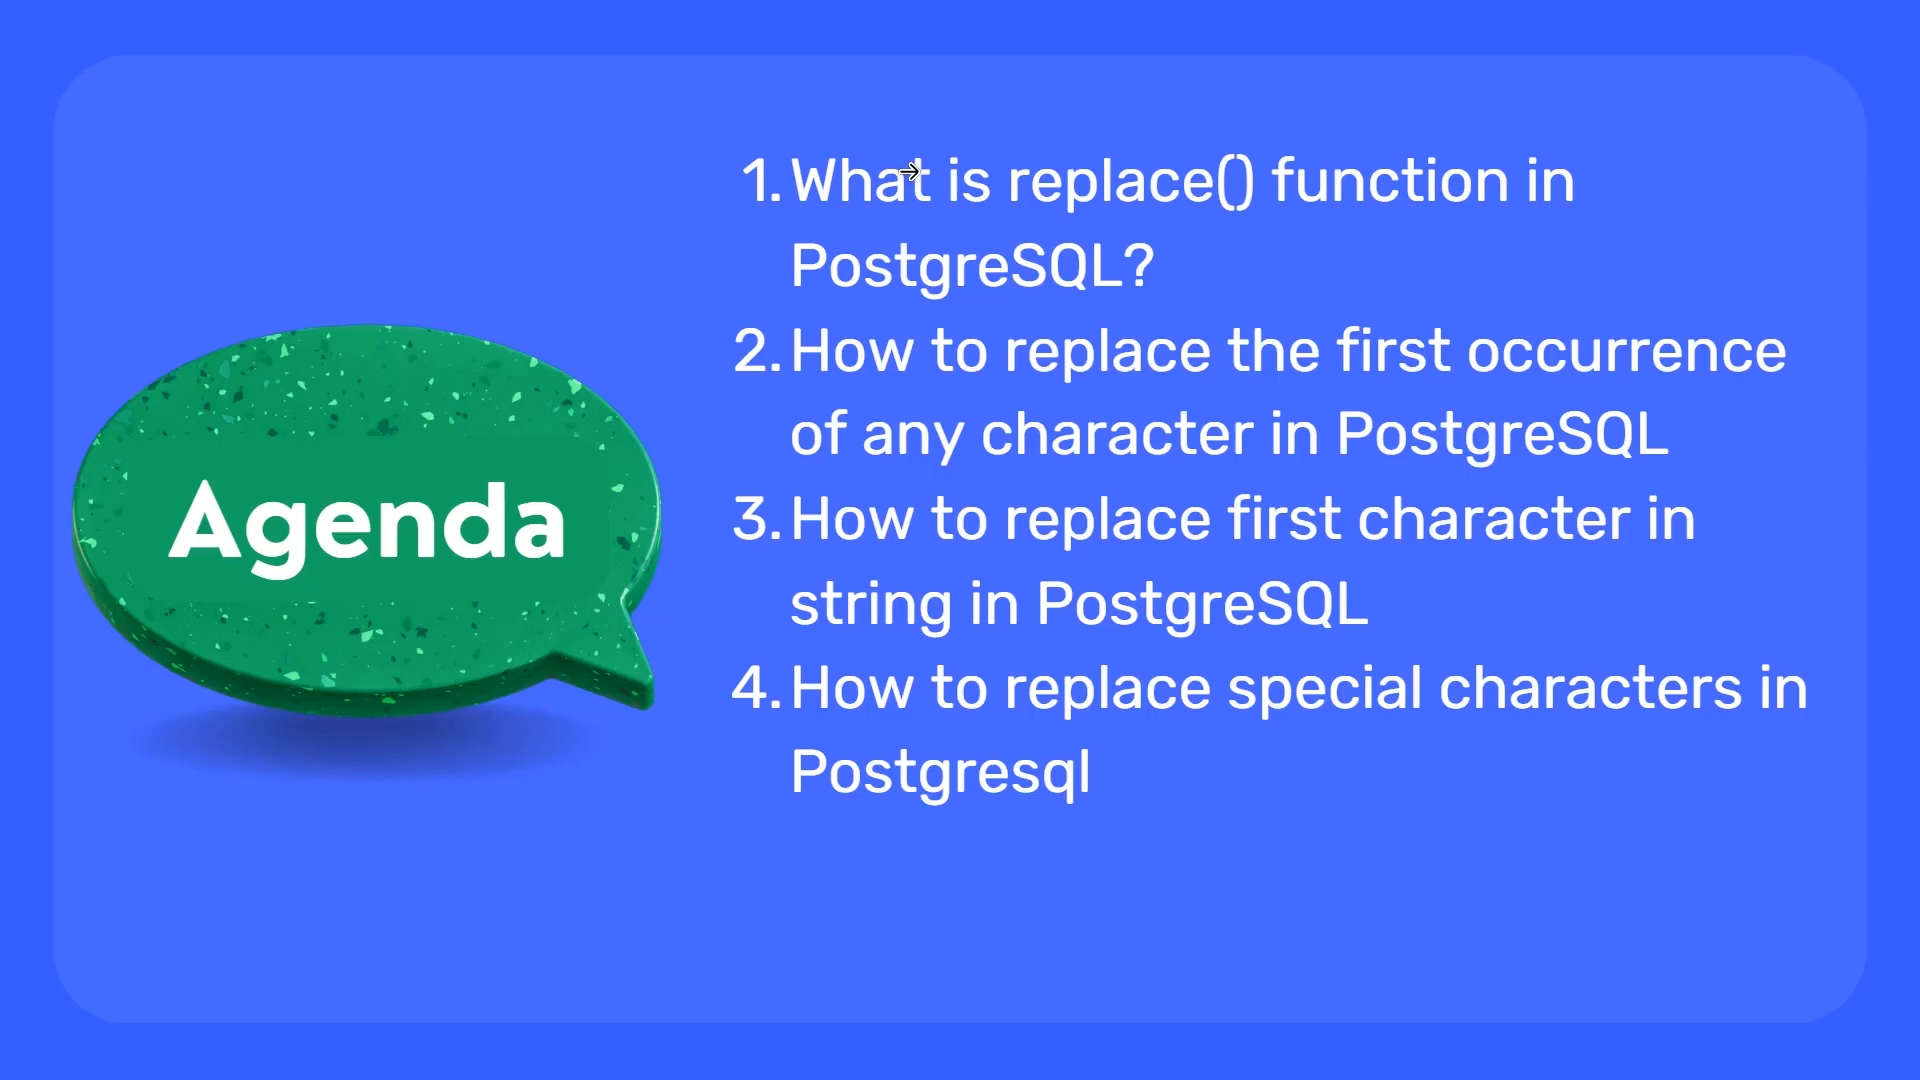 Agenda
1. What is replace() function in
PostgreSQL?
2. How to replace the first occurrence
of any character in PostgreSQL
3. How to replace first character in
string in PostgreSQL
4. How to replace special characters in
Postgresql